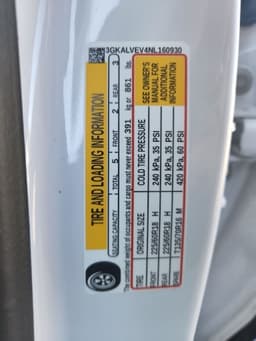 3GKALVEV4NL160930
TIRE AND LOADING INFORMATION
SEATING CAPACITY TOTAL 5 FRONT 2 REAR 3
The combined weight of occupants and cargo must never exceed 391 kg or 861 lbs.
TIRE ORIGINAL SIZE COLD TIRE PRESSURE
FRONT 225/60R18 H 240 kPa, 35 PSI
REAR 225/60R18 H 240 kPa, 35 PSI
SPARE T135/70R16 M 420 kPa, 60 PSI
SEE OWNER'S
MANUAL FOR
ADDITIONAL
INFORMATION